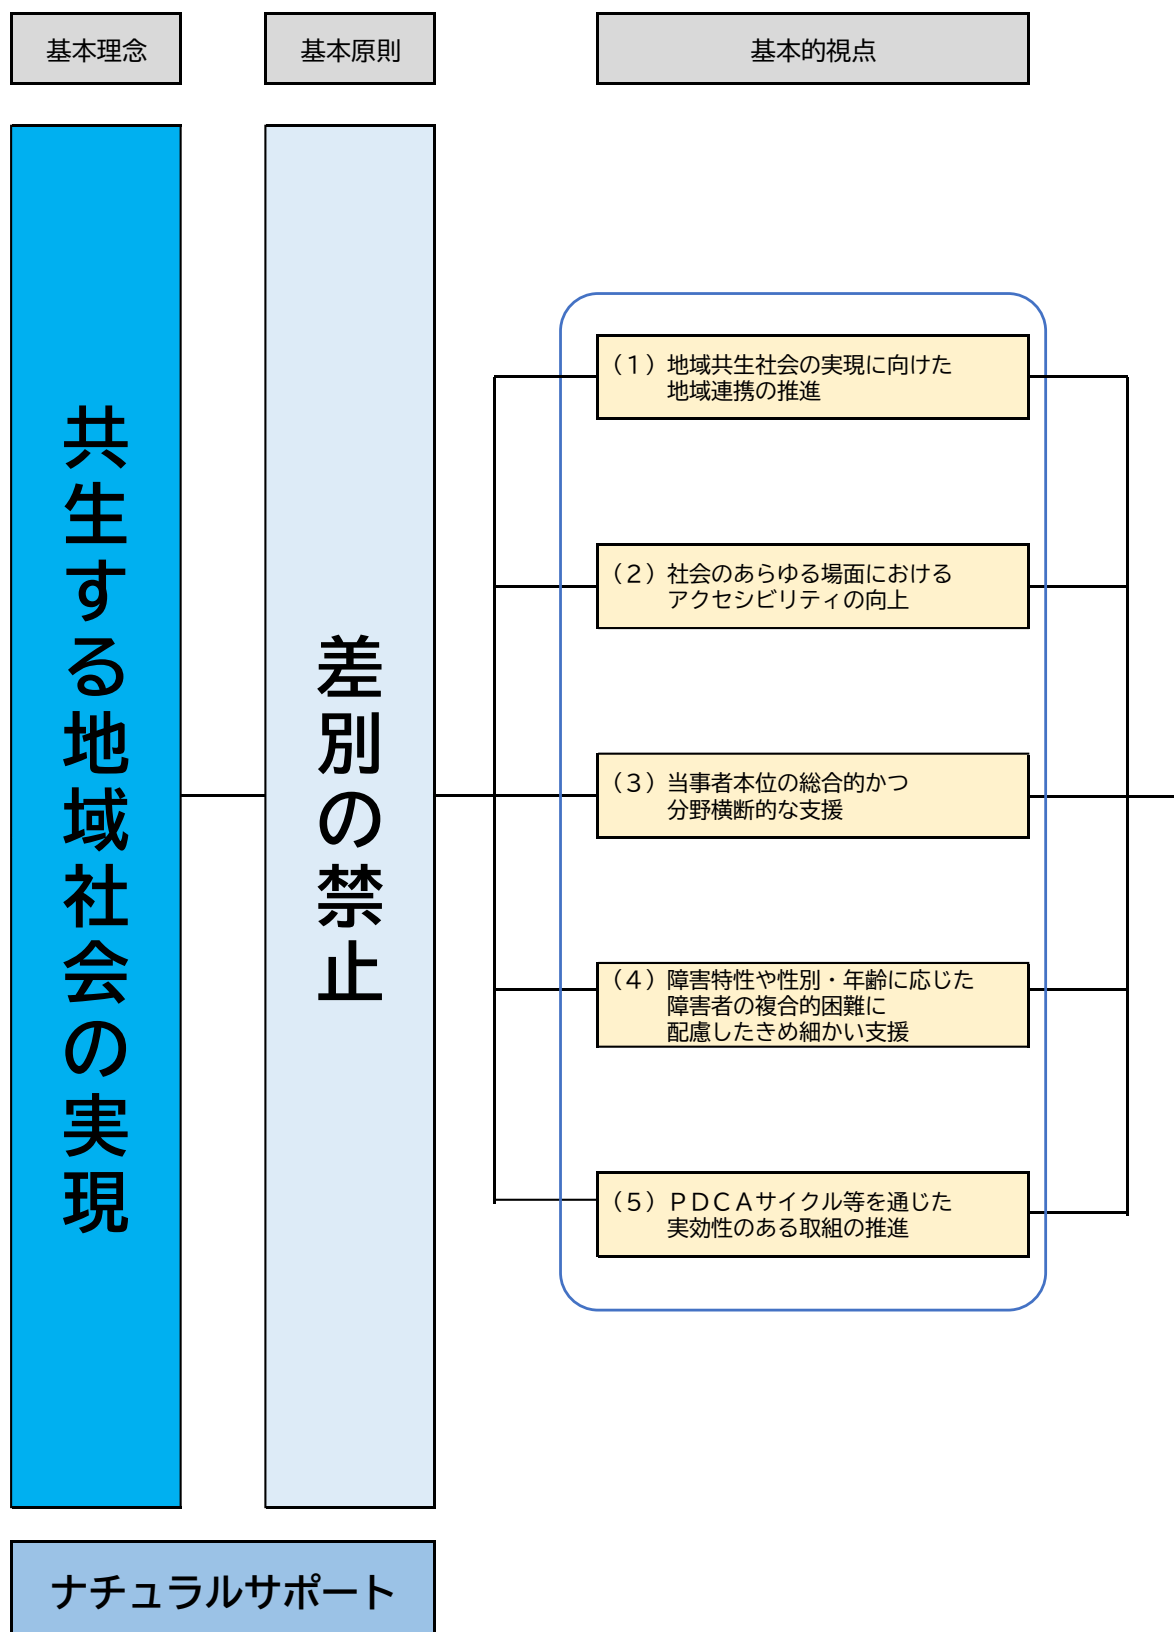 基本理念
基本原則
基本的視点
共生する地域社会の実現
差別の禁止
（１）地域共生社会の実現に向けた
地域連携の推進
（２）社会のあらゆる場面における
アクセシビリティの向上
（３）当事者本位の総合的かつ
分野横断的な支援
（４）障害特性や性別・年齢に応じた
障害者の複合的困難に
配慮したきめ細かい支援
（５）ＰＤＣＡサイクル等を通じた
実効性のある取組の推進
ナチュラルサポート